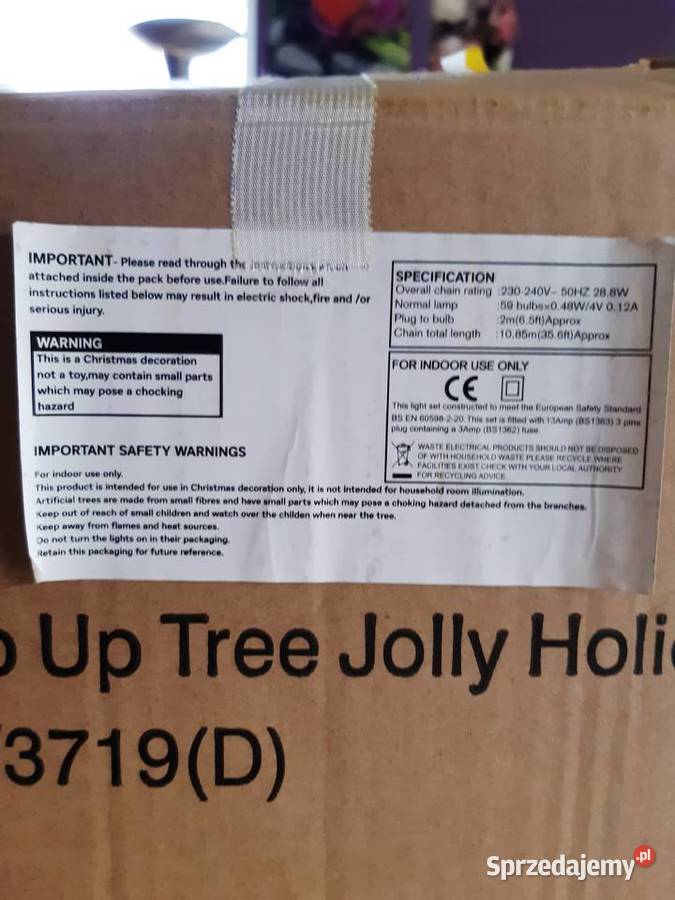 IMPORTANT- Please read through the
attached inside the pack before use.Failure to follow all
instructions listed below may result in electric shock,fire and /or
serious injury.
WARNING
This is a Christmas decoration
not a toy,may contain small parts
which may pose a chocking
hazard
SPECIFICATION
Overall chain rating :230-240V~ 50HZ 28.8W
Normal lamp :59 bulbs×0.48W/4V 0.12A
Plug to bulb :2m(6.5ft)Approx
Chain total length :10.85m(35.6ft)Approx
FOR INDOOR USE ONLY
CE
This light set constructed to meet the European Safety Standard
BS EN 60598-2-20. This set is fitted with 13Amp (BS1363) 3 pins
plug containing a 3Amp (BS1362) fuse.
WASTE ELECTRICAL PRODUCTS SHOULD NOT BE DISPOSED
OF WITH HOUSEHOLD WASTE PLEASE RECYCLE WHERE
FACILITIES EXIST.CHECK WITH YOUR LOCAL AUTHORITY
FOR RECYCLING ADVICE
IMPORTANT SAFETY WARNINGS
For indoor use only.
This product is intended for use in Christmas decoration only, it is not intended for household room illumination.
Artificial trees are made from small fibres and have small parts which may pose a choking hazard detached from the branches.
Keep out of reach of small children and watch over the childen when near the tree.
Keep away from flames and heat sources.
Do not turn the lights on in their packaging.
Retain this packaging for future reference.
Up Tree Jolly Holi
3719(D)
Sprzedajemy.pl